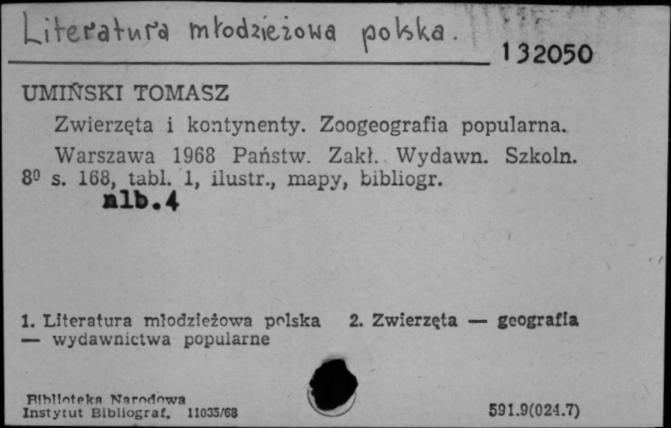 Literatura młodzieżowa polska.
132050
UMIŃSKI TOMASZ
Zwierzęta i kontynenty. Zoogeografia popularna.
Warszawa 1968 Państw. Zakł. Wydawn. Szkoln.
8⁰ s. 168, tabl. 1, ilustr., mapy, bibliogr.
nlb.4
1. Literatura młodzieżowa polska 2. Zwierzęta — geografia
— wydawnictwa popularne
Biblioteka Narodowa
Instytut Bibliograf. 11035/68
591.9(024.7)